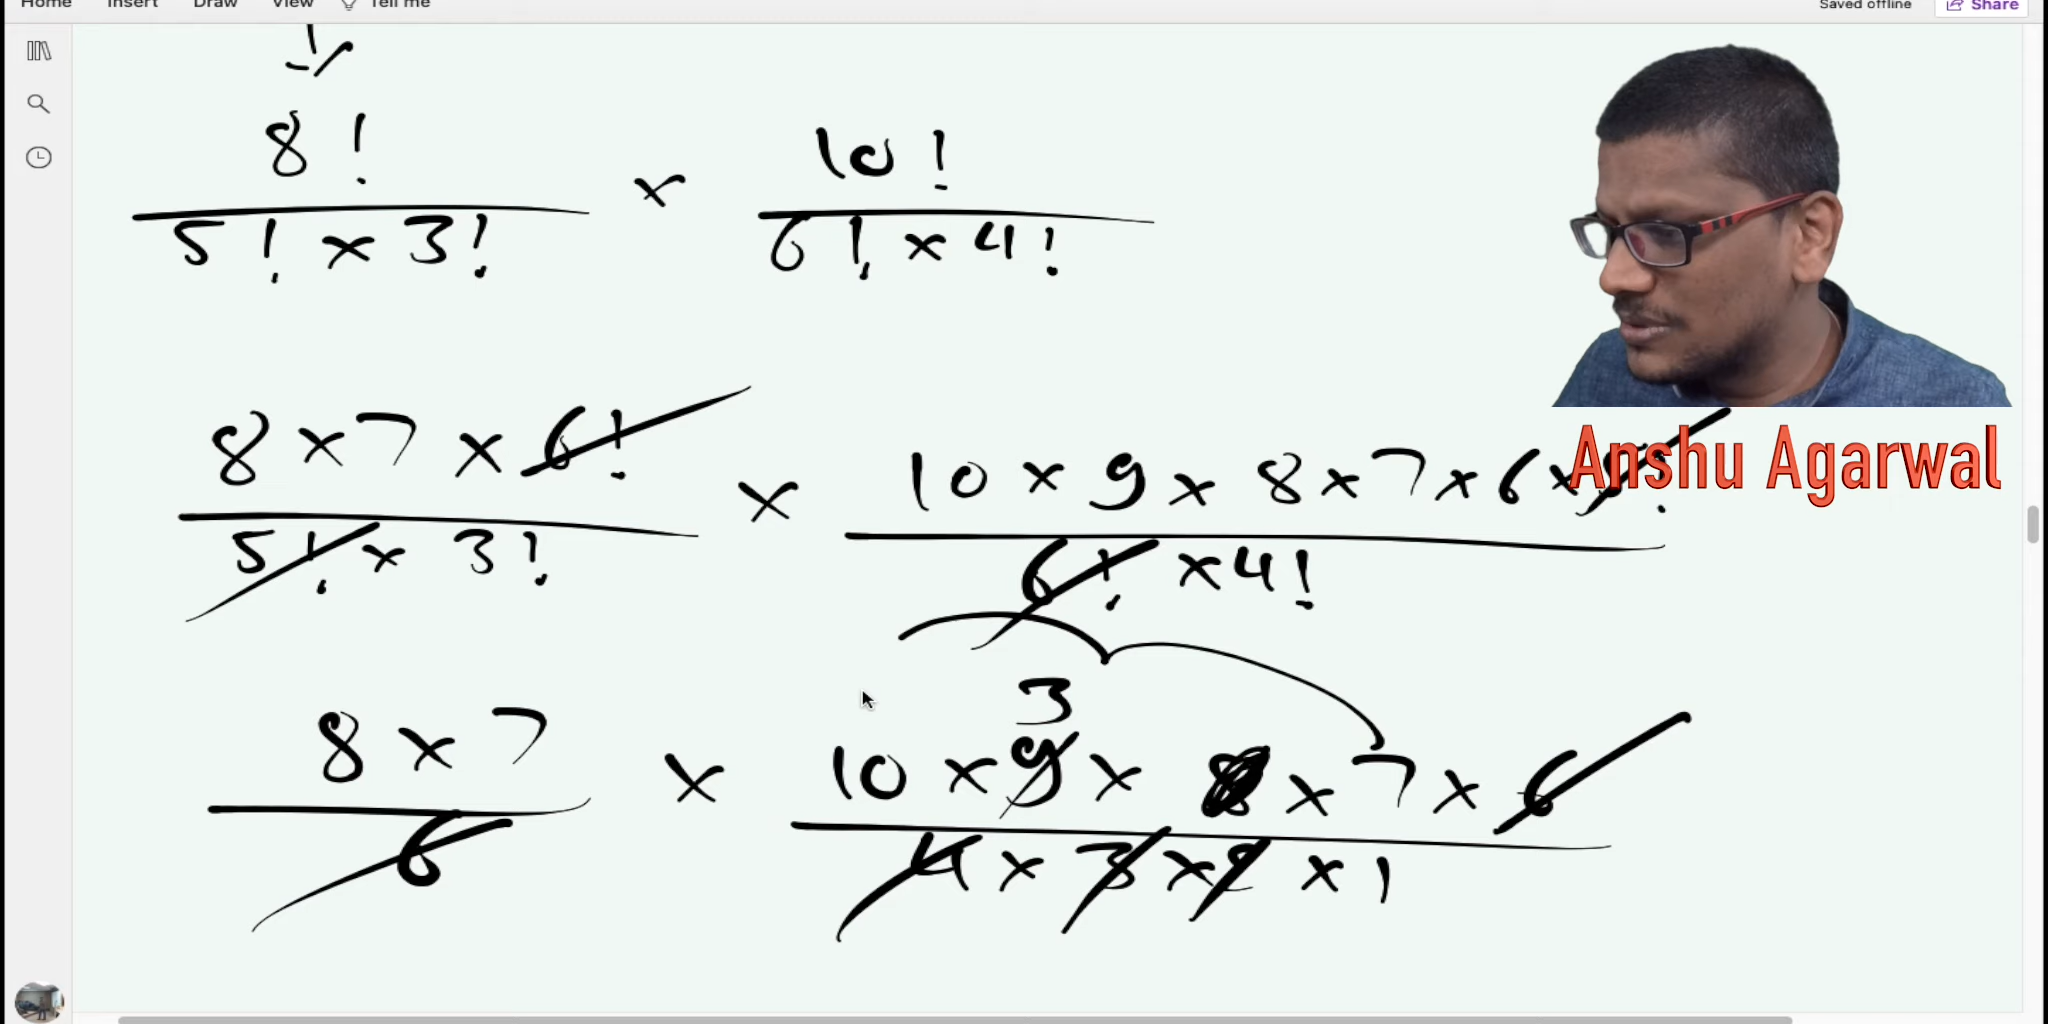 Home Insert Draw View Tell me Saved offline Share
8! × 10!
5! × 3! 6! × 4!
8 × 7 × 6! × 10 × 9 × 8 × 7 × 6 ×
5! × 3! 6! × 4!
Anshu Agarwal
3
8 × 7 × 10 × 9 × 8 × 7 × 6
6 4 × 3 × 2 × 1